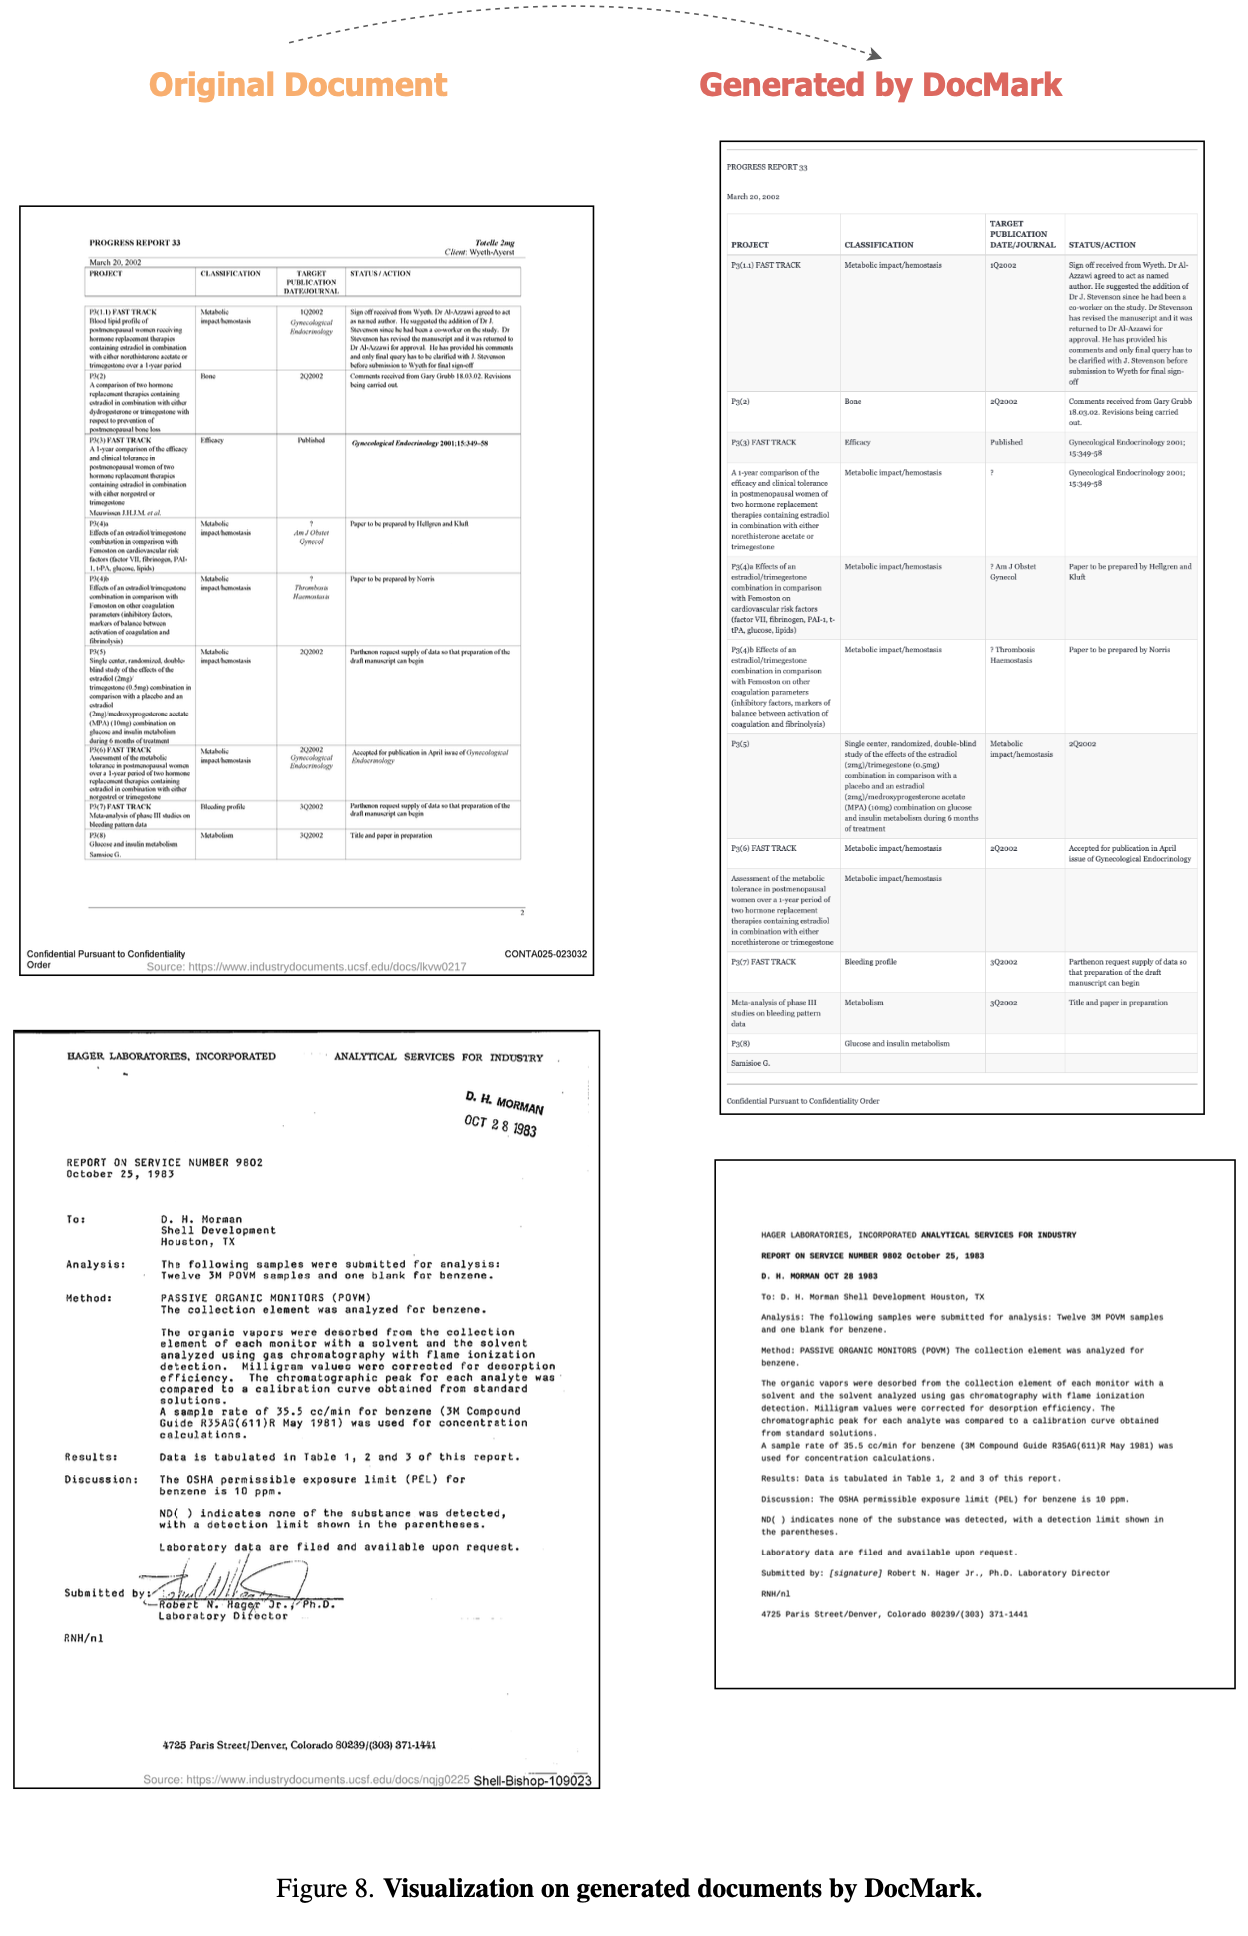 Original Document
Generated by DocMark
PROGRESS REPORT 33
Totelle 2mg
Client: Wyeth-Ayerst
March 20, 2002
PROJECT
CLASSIFICATION
TARGET
PUBLICATION
DATE/JOURNAL
STATUS / ACTION
P3(1.1) FAST TRACK
Blood lipid profile of
postmenopausal women receiving
hormone replacement therapies
containing estradiol in combination
with either norethisterone acetate or
trimegestone over a 1-year period
Metabolic
impact/hemostasis
1Q2002
Gynecological
Endocrinology
Sign off received from Wyeth. Dr Al-Azzawi agreed to act
as named author. He suggested the addition of Dr J.
Stevenson since he had been a co-worker on the study. Dr
Stevenson has revised the manuscript and it was returned to
Dr Al-Azzawi for approval. He has provided his comments
and only final query has to be clarified with J. Stevenson
before submission to Wyeth for final sign-off
P3(2)
A comparison of two hormone
replacement therapies containing
estradiol in combination with either
dydrogesterone or trimegestone with
respect to prevention of
postmenopausal bone loss
Bone
2Q2002
Comments received from Gary Grubb 18.03.02. Revisions
being carried out.
P3(3) FAST TRACK
A 1-year comparison of the efficacy
and clinical tolerance in
postmenopausal women of two
hormone replacement therapies
containing estradiol in combination
with either norgestrel or
trimegestone
Meuwissen J.H.J.M. et al.
Efficacy
Published
Gynecological Endocrinology 2001;15:349-58
P3(4)a
Effects of an estradiol/trimegestone
combination in comparison with
Femoston on cardiovascular risk
factors (factor VII, fibrinogen, PAI-
1, t-PA, glucose, lipids)
Metabolic
impact/hemostasis
?
Am J Obstet
Gynecol
Paper to be prepared by Hellgren and Kluft
P3(4)b
Effects of an estradiol/trimegestone
combination in comparison with
Femoston on other coagulation
parameters (inhibitory factors,
markers of balance between
activation of coagulation and
fibrinolysis)
Metabolic
impact/hemostasis
?
Thrombosis
Haemostasis
Paper to be prepared by Norris
P3(5)
Single center, randomized, double-
blind study of the effects of the
estradiol (2mg)/
trimegestone (0.5mg) combination in
comparison with a placebo and an
estradiol
(2mg)/medroxyprogesterone acetate
(MPA) (10mg) combination on
glucose and insulin metabolism
during 6 months of treatment
Metabolic
impact/hemostasis
2Q2002
Parthenon request supply of data so that preparation of the
draft manuscript can begin
P3(6) FAST TRACK
Assessment of the metabolic
tolerance in postmenopausal women
over a 1-year period of two hormone
replacement therapies containing
estradiol in combination with either
norgestrel or trimegestone
Metabolic
impact/hemostasis
2Q2002
Gynecological
Endocrinology
Accepted for publication in April issue of Gynecological
Endocrinology
P3(7) FAST TRACK
Meta-analysis of phase III studies on
bleeding pattern data
Bleeding profile
3Q2002
Parthenon request supply of data so that preparation of the
draft manuscript can begin
P3(8)
Glucose and insulin metabolism
Samsioe G.
Metabolism
3Q2002
Title and paper in preparation
2
Confidential Pursuant to Confidentiality
Order
CONTA025-023032
Source: https://www.industrydocuments.ucsf.edu/docs/lkvw0217
PROGRESS REPORT 33
March 20, 2002
PROJECT
CLASSIFICATION
TARGET
PUBLICATION
DATE/JOURNAL
STATUS/ACTION
P3(1.1) FAST TRACK
Metabolic impact/hemostasis
1Q2002
Sign off received from Wyeth. Dr Al-
Azzawi agreed to act as named
author. He suggested the addition of
Dr J. Stevenson since he had been a
co-worker on the study. Dr Stevenson
has revised the manuscript and it was
returned to Dr Al-Azzawi for
approval. He has provided his
comments and only final query has to
be clarified with J. Stevenson before
submission to Wyeth for final sign-
off
P3(2)
Bone
2Q2002
Comments received from Gary Grubb
18.03.02. Revisions being carried
out.
P3(3) FAST TRACK
Efficacy
Published
Gynecological Endocrinology 2001;
15:349-58
A 1-year comparison of the
efficacy and clinical tolerance
in postmenopausal women of
two hormone replacement
therapies containing estradiol
in combination with either
norethisterone acetate or
trimegestone
Metabolic impact/hemostasis
?
Gynecological Endocrinology 2001;
15:349-58
P3(4)a Effects of an
estradiol/trimegestone
combination in comparison
with Femoston on
cardiovascular risk factors
(factor VII, fibrinogen, PAI-1, t-
tPA, glucose, lipids)
Metabolic impact/hemostasis
? Am J Obstet
Gynecol
Paper to be prepared by Hellgren and
Kluft
P3(4)b Effects of an
estradiol/trimegestone
combination in comparison
with Femoston on other
coagulation parameters
(inhibitory factors, markers of
balance between activation of
coagulation and fibrinolysis)
Metabolic impact/hemostasis
? Thrombosis
Haemostasis
Paper to be prepared by Norris
P3(5)
Single center, randomized, double-blind
study of the effects of the estradiol
(2mg)/trimegestone (0.5mg)
combination in comparison with a
placebo and an estradiol
(2mg)/medroxyprogesterone acetate
(MPA) (10mg) combination on glucose
and insulin metabolism during 6 months
of treatment
Metabolic
impact/hemostasis
2Q2002
P3(6) FAST TRACK
Metabolic impact/hemostasis
2Q2002
Accepted for publication in April
issue of Gynecological Endocrinology
Assessment of the metabolic
tolerance in postmenopausal
women over a 1-year period of
two hormone replacement
therapies containing estradiol
in combination with either
norethisterone or trimegestone
Metabolic impact/hemostasis
P3(7) FAST TRACK
Bleeding profile
3Q2002
Parthenon request supply of data so
that preparation of the draft
manuscript can begin
Meta-analysis of phase III
studies on bleeding pattern
data
Metabolism
3Q2002
Title and paper in preparation
P3(8)
Glucose and insulin metabolism
Samisioe G.
Confidential Pursuant to Confidentiality Order
HAGER LABORATORIES, INCORPORATED
ANALYTICAL SERVICES FOR INDUSTRY
D. H. MORMAN
OCT 28 1983
REPORT ON SERVICE NUMBER 9802
October 25, 1983
To: D. H. Morman
Shell Development
Houston, TX
Analysis: The following samples were submitted for analysis:
Twelve 3M POVM samples and one blank for benzene.
Method: PASSIVE ORGANIC MONITORS (POVM)
The collection element was analyzed for benzene.
The organic vapors were desorbed from the collection
element of each monitor with a solvent and the solvent
analyzed using gas chromatography with flame ionization
detection. Milligram values were corrected for desorption
efficiency. The chromatographic peak for each analyte was
compared to a calibration curve obtained from standard
solutions.
A sample rate of 35.5 cc/min for benzene (3M Compound
Guide R35AG(611)R May 1981) was used for concentration
calculations.
Results: Data is tabulated in Table 1, 2 and 3 of this report.
Discussion: The OSHA permissible exposure limit (PEL) for
benzene is 10 ppm.
ND( ) indicates none of the substance was detected,
with a detection limit shown in the parentheses.
Laboratory data are filed and available upon request.
Submitted by:
Robert N. Hager Jr., Ph.D.
Laboratory Director
RNH/nl
4725 Paris Street/Denver, Colorado 80239/(303) 371-1441
Source: https://www.industrydocuments.ucsf.edu/docs/nqjg0225
Shell-Bishop-109023
HAGER LABORATORIES, INCORPORATED ANALYTICAL SERVICES FOR INDUSTRY
REPORT ON SERVICE NUMBER 9802 October 25, 1983
D. H. MORMAN OCT 28 1983
To: D. H. Morman Shell Development Houston, TX
Analysis: The following samples were submitted for analysis: Twelve 3M POVM samples
and one blank for benzene.
Method: PASSIVE ORGANIC MONITORS (POVM) The collection element was analyzed for
benzene.
The organic vapors were desorbed from the collection element of each monitor with a
solvent and the solvent analyzed using gas chromatography with flame ionization
detection. Milligram values were corrected for desorption efficiency. The
chromatographic peak for each analyte was compared to a calibration curve obtained
from standard solutions.
A sample rate of 35.5 cc/min for benzene (3M Compound Guide R35AG(611)R May 1981) was
used for concentration calculations.
Results: Data is tabulated in Table 1, 2 and 3 of this report.
Discussion: The OSHA permissible exposure limit (PEL) for benzene is 10 ppm.
ND( ) indicates none of the substance was detected, with a detection limit shown in
the parentheses.
Laboratory data are filed and available upon request.
Submitted by: [signature] Robert N. Hager Jr., Ph.D. Laboratory Director
RNH/nl
4725 Paris Street/Denver, Colorado 80239/(303) 371-1441
Figure 8. Visualization on generated documents by DocMark.